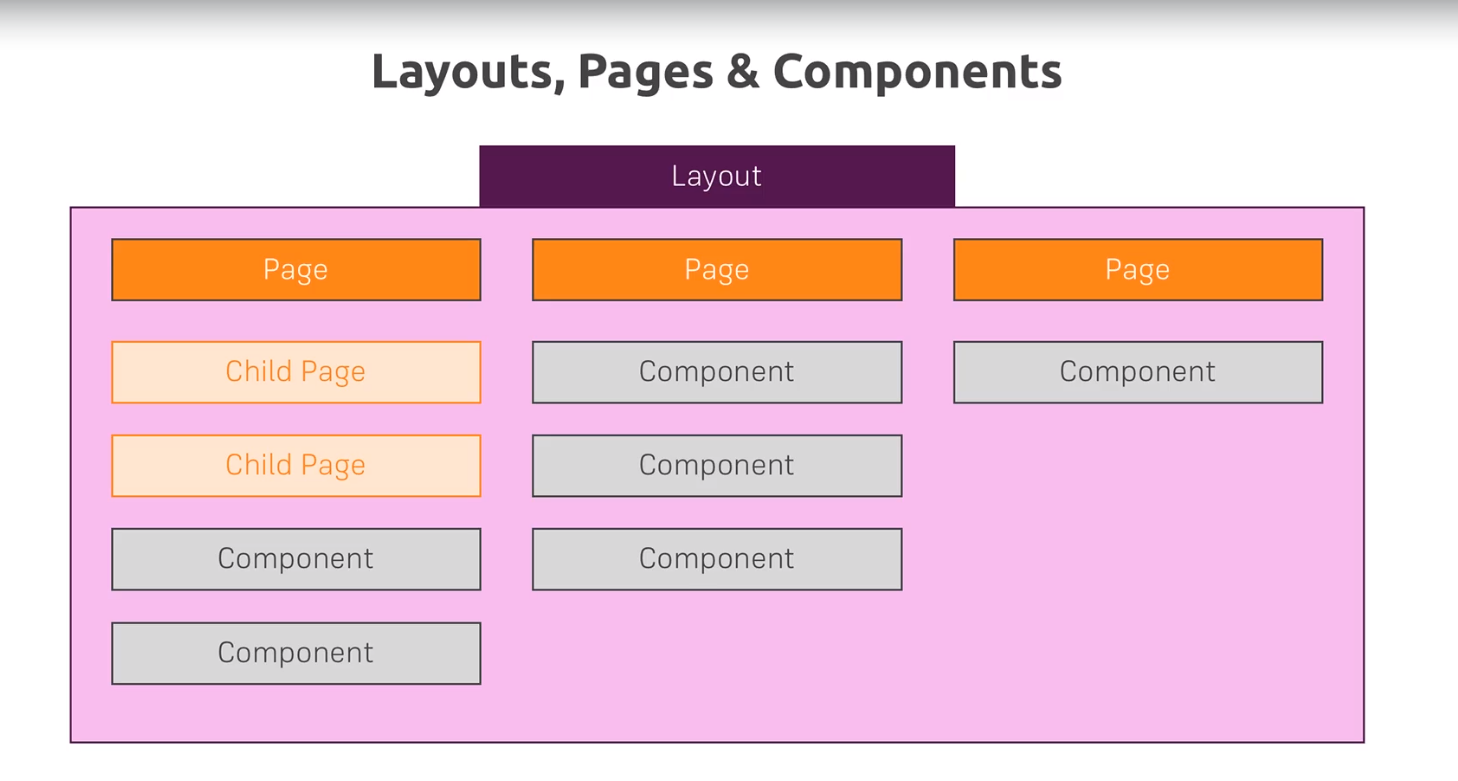 Layouts, Pages & Components
Layout
Page
Page
Page
Child Page
Component
Component
Child Page
Component
Component
Component
Component